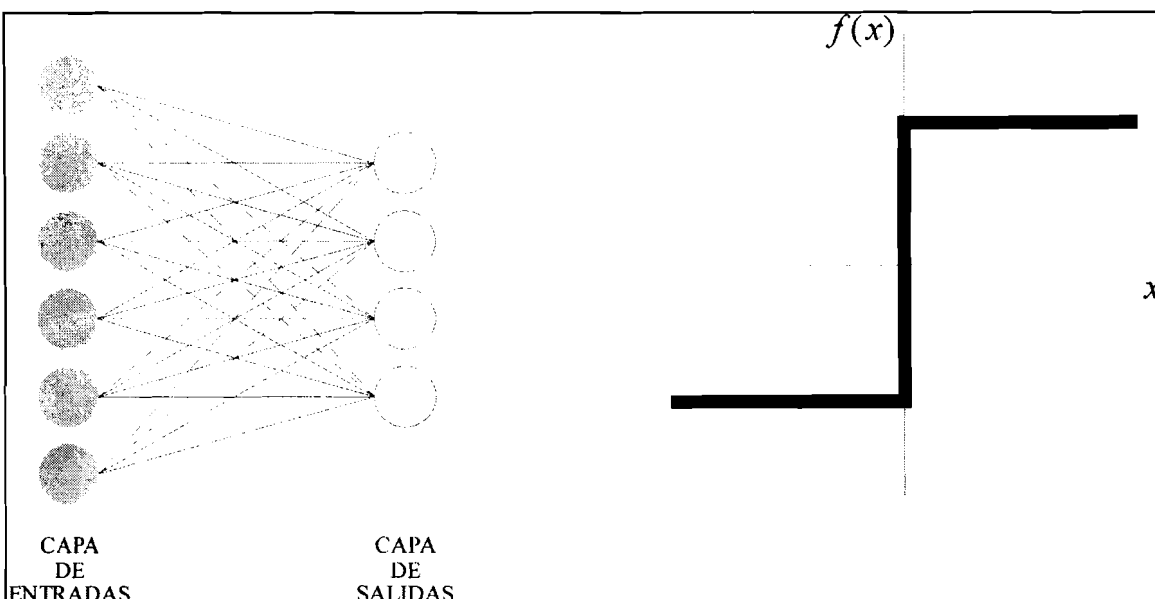 f(x)
x
CAPA
DE
ENTRADAS
CAPA
DE
SALIDAS